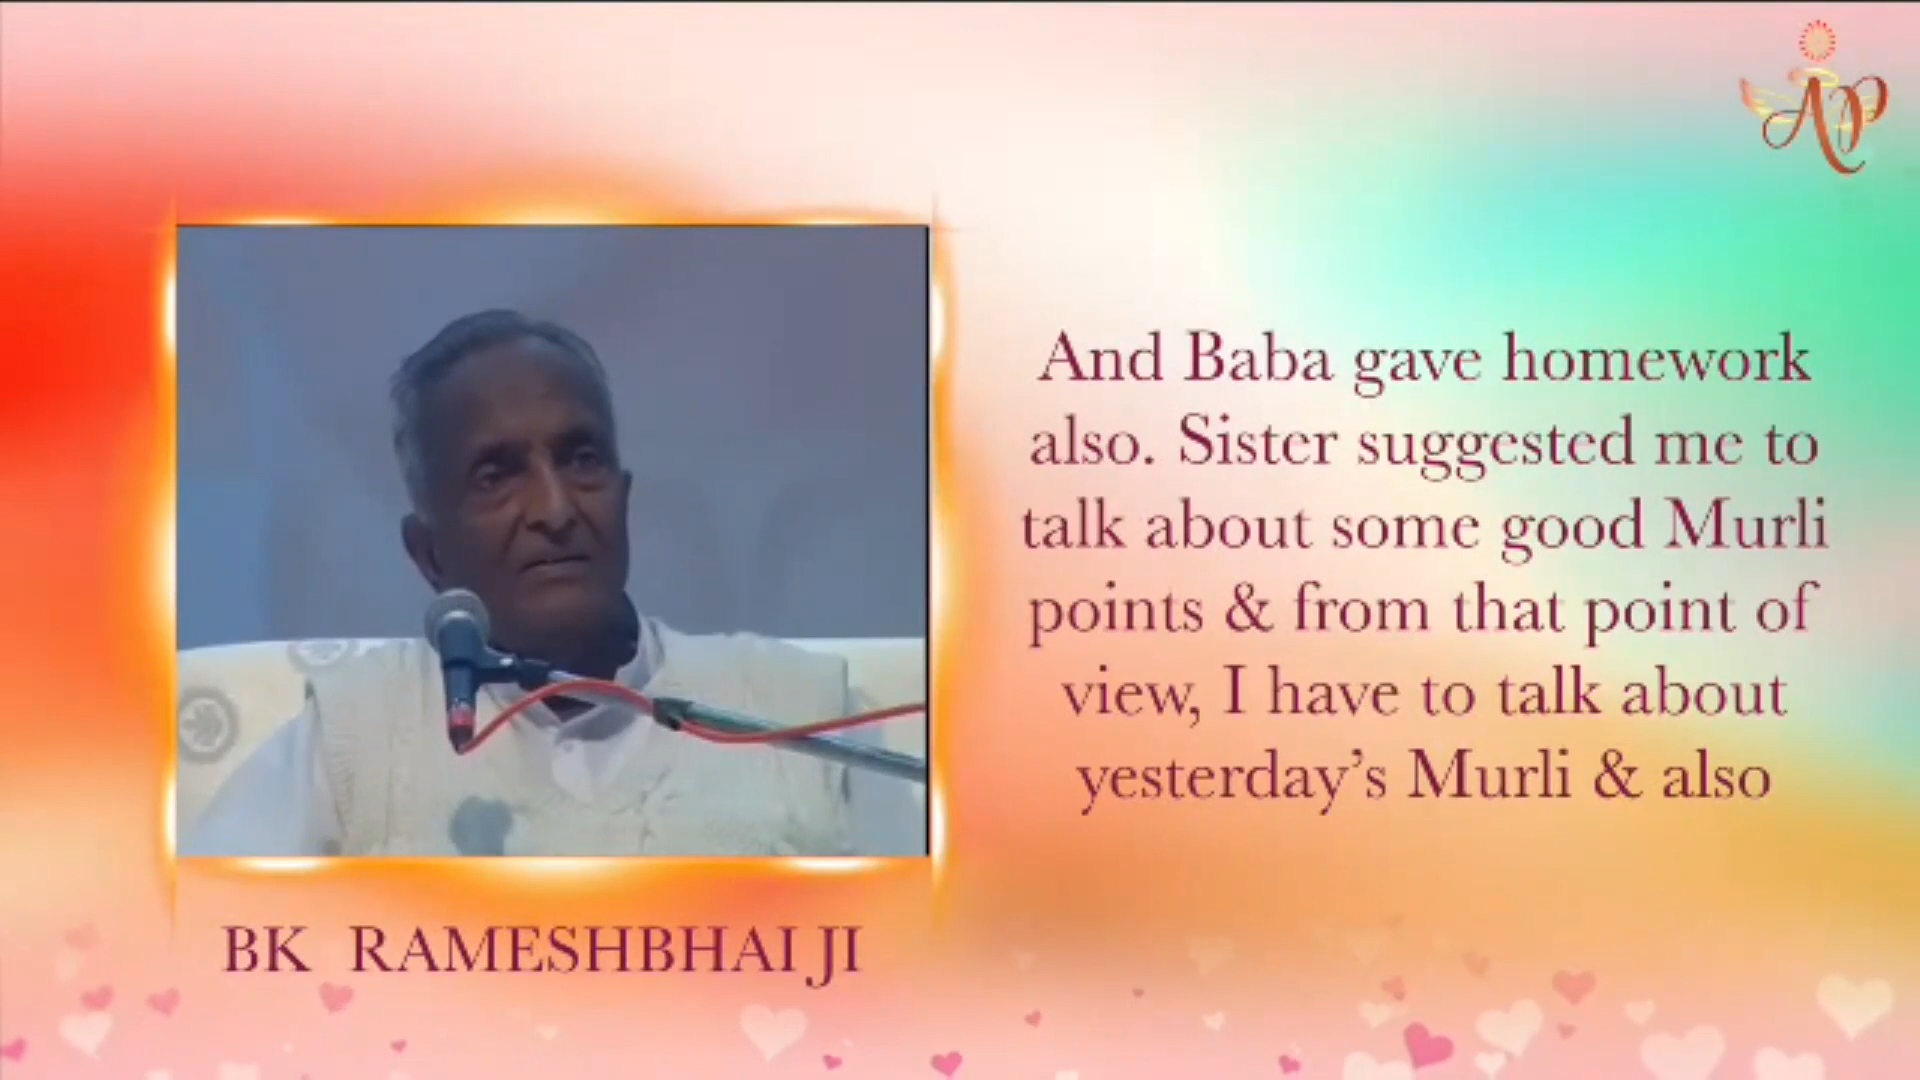 AP
And Baba gave homework
also. Sister suggested me to
talk about some good Murli
points & from that point of
view, I have to talk about
yesterday's Murli & also
BK RAMESHBHAI JI